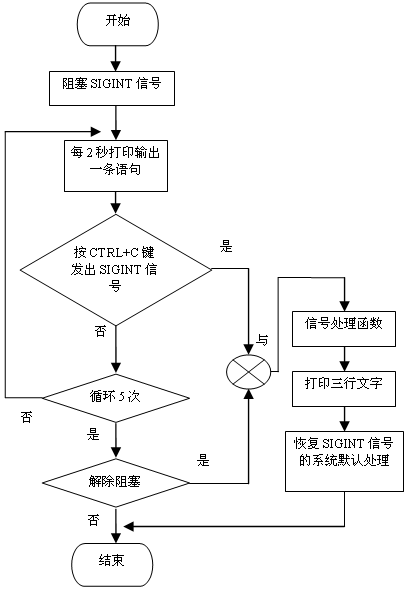 开始
阻塞 SIGINT 信号
每 2 秒打印输出
一条语句
按 CTRL+C 键
发出 SIGINT 信
号
是
否
与
信号处理函数
打印三行文字
循环 5 次
否
是
恢复 SIGINT 信号
的系统默认处理
解除阻塞
是
否
结束